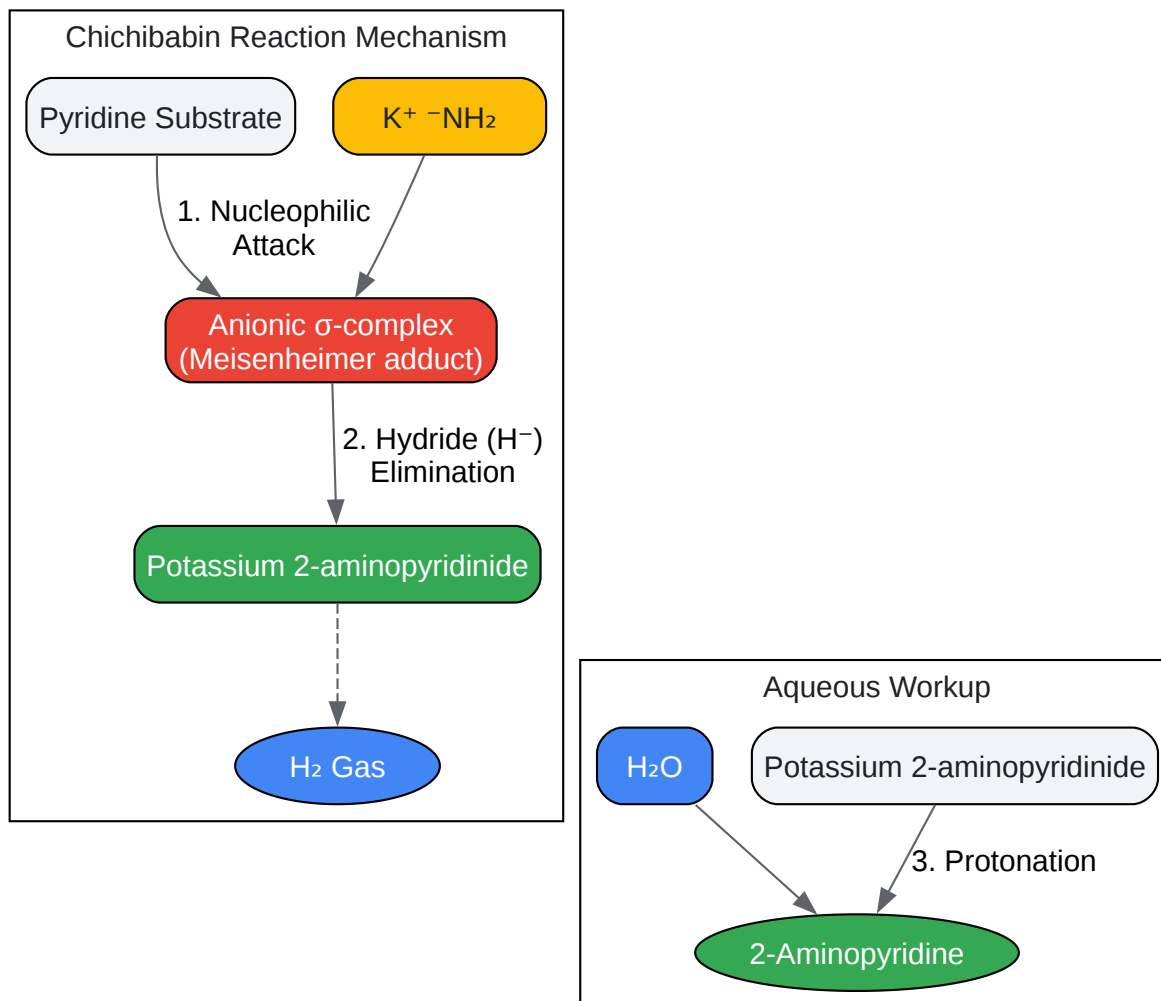 Chichibabin Reaction Mechanism
Pyridine Substrate
K⁺ ⁻NH₂
1. Nucleophilic
Attack
Anionic σ-complex
(Meisenheimer adduct)
2. Hydride (H⁻)
Elimination
Potassium 2-aminopyridinide
H₂ Gas
Aqueous Workup
H₂O
Potassium 2-aminopyridinide
3. Protonation
2-Aminopyridine